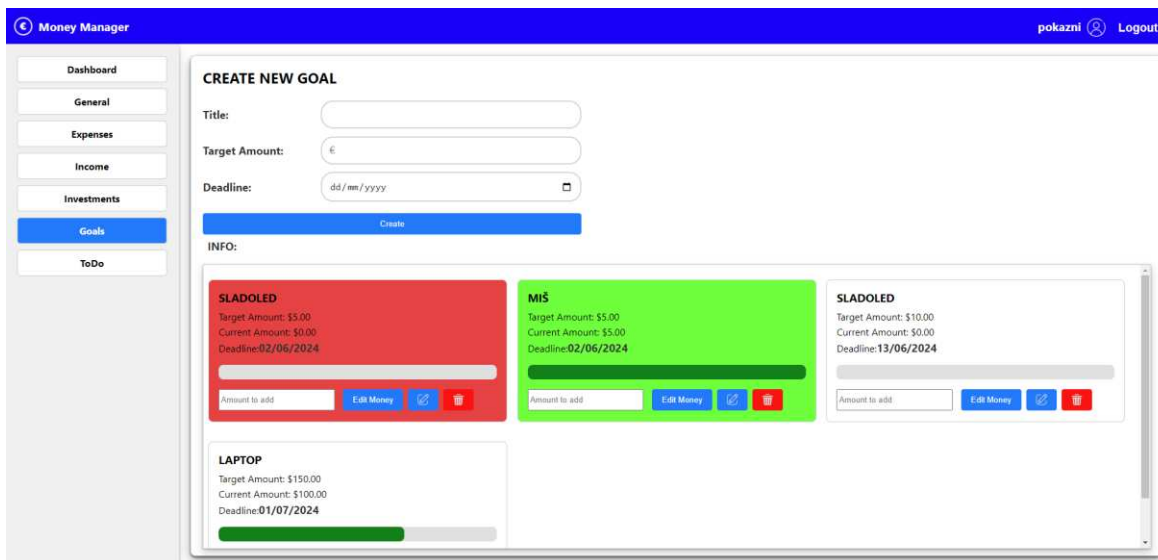 € Money Manager
pokazni Logout
Dashboard
General
Expenses
Income
Investments
Goals
ToDo
CREATE NEW GOAL
Title:
Target Amount: €
Deadline: dd/mm/yyyy
Create
INFO:
SLADOLED
Target Amount: $5.00
Current Amount: $0.00
Deadline:02/06/2024
Amount to add Edit Money
MIŠ
Target Amount: $5.00
Current Amount: $5.00
Deadline:02/06/2024
Amount to add Edit Money
SLADOLED
Target Amount: $10.00
Current Amount: $0.00
Deadline:13/06/2024
Amount to add Edit Money
LAPTOP
Target Amount: $150.00
Current Amount: $100.00
Deadline:01/07/2024